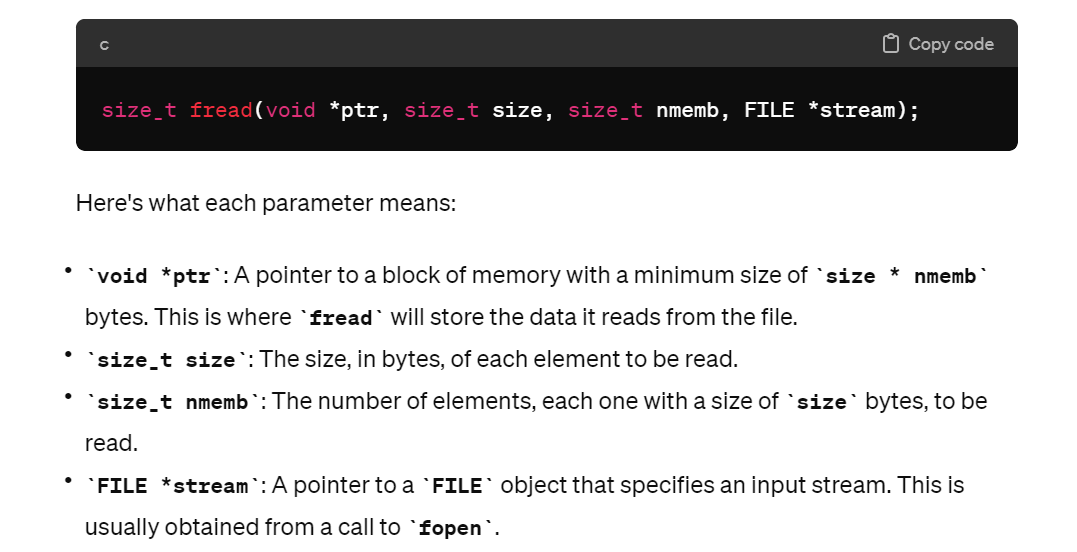 c
Copy code
size_t fread(void *ptr, size_t size, size_t nmemb, FILE *stream);
Here's what each parameter means:
• `void *ptr`: A pointer to a block of memory with a minimum size of `size * nmemb`
bytes. This is where `fread` will store the data it reads from the file.
• `size_t size`: The size, in bytes, of each element to be read.
• `size_t nmemb`: The number of elements, each one with a size of `size` bytes, to be
read.
• `FILE *stream`: A pointer to a `FILE` object that specifies an input stream. This is
usually obtained from a call to `fopen`.